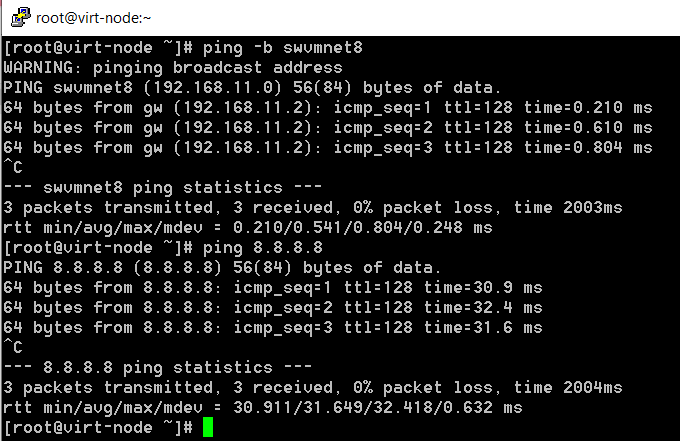 root@virt-node:~
[root@virt-node ~]# ping -b swvmnet8
WARNING: pinging broadcast address
PING swvmnet8 (192.168.11.0) 56(84) bytes of data.
64 bytes from gw (192.168.11.2): icmp_seq=1 ttl=128 time=0.210 ms
64 bytes from gw (192.168.11.2): icmp_seq=2 ttl=128 time=0.610 ms
64 bytes from gw (192.168.11.2): icmp_seq=3 ttl=128 time=0.804 ms
^C
--- swvmnet8 ping statistics ---
3 packets transmitted, 3 received, 0% packet loss, time 2003ms
rtt min/avg/max/mdev = 0.210/0.541/0.804/0.248 ms
[root@virt-node ~]# ping 8.8.8.8
PING 8.8.8.8 (8.8.8.8) 56(84) bytes of data.
64 bytes from 8.8.8.8: icmp_seq=1 ttl=128 time=30.9 ms
64 bytes from 8.8.8.8: icmp_seq=2 ttl=128 time=32.4 ms
64 bytes from 8.8.8.8: icmp_seq=3 ttl=128 time=31.6 ms
^C
--- 8.8.8.8 ping statistics ---
3 packets transmitted, 3 received, 0% packet loss, time 2004ms
rtt min/avg/max/mdev = 30.911/31.649/32.418/0.632 ms
[root@virt-node ~]#